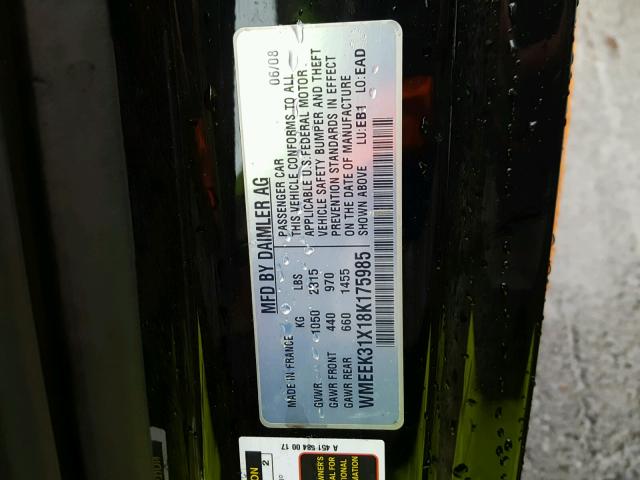 MFD BY DAIMLER AG
PASSENGER CAR 06/08
THIS VEHICLE CONFORMS TO ALL
APPLICABLE U.S. FEDERAL MOTOR
VEHICLE SAFETY BUMPER AND THEFT
PREVENTION STANDARDS IN EFFECT
ON THE DATE OF MANUFACTURE
SHOWN ABOVE LU:EB1 LO:EAD
MADE IN FRANCE KG LBS
GVWR 1050 2315
GAWR FRONT 440 970
GAWR REAR 660 1455
WMEEK31X18K175985
A 451 584 00 17
2